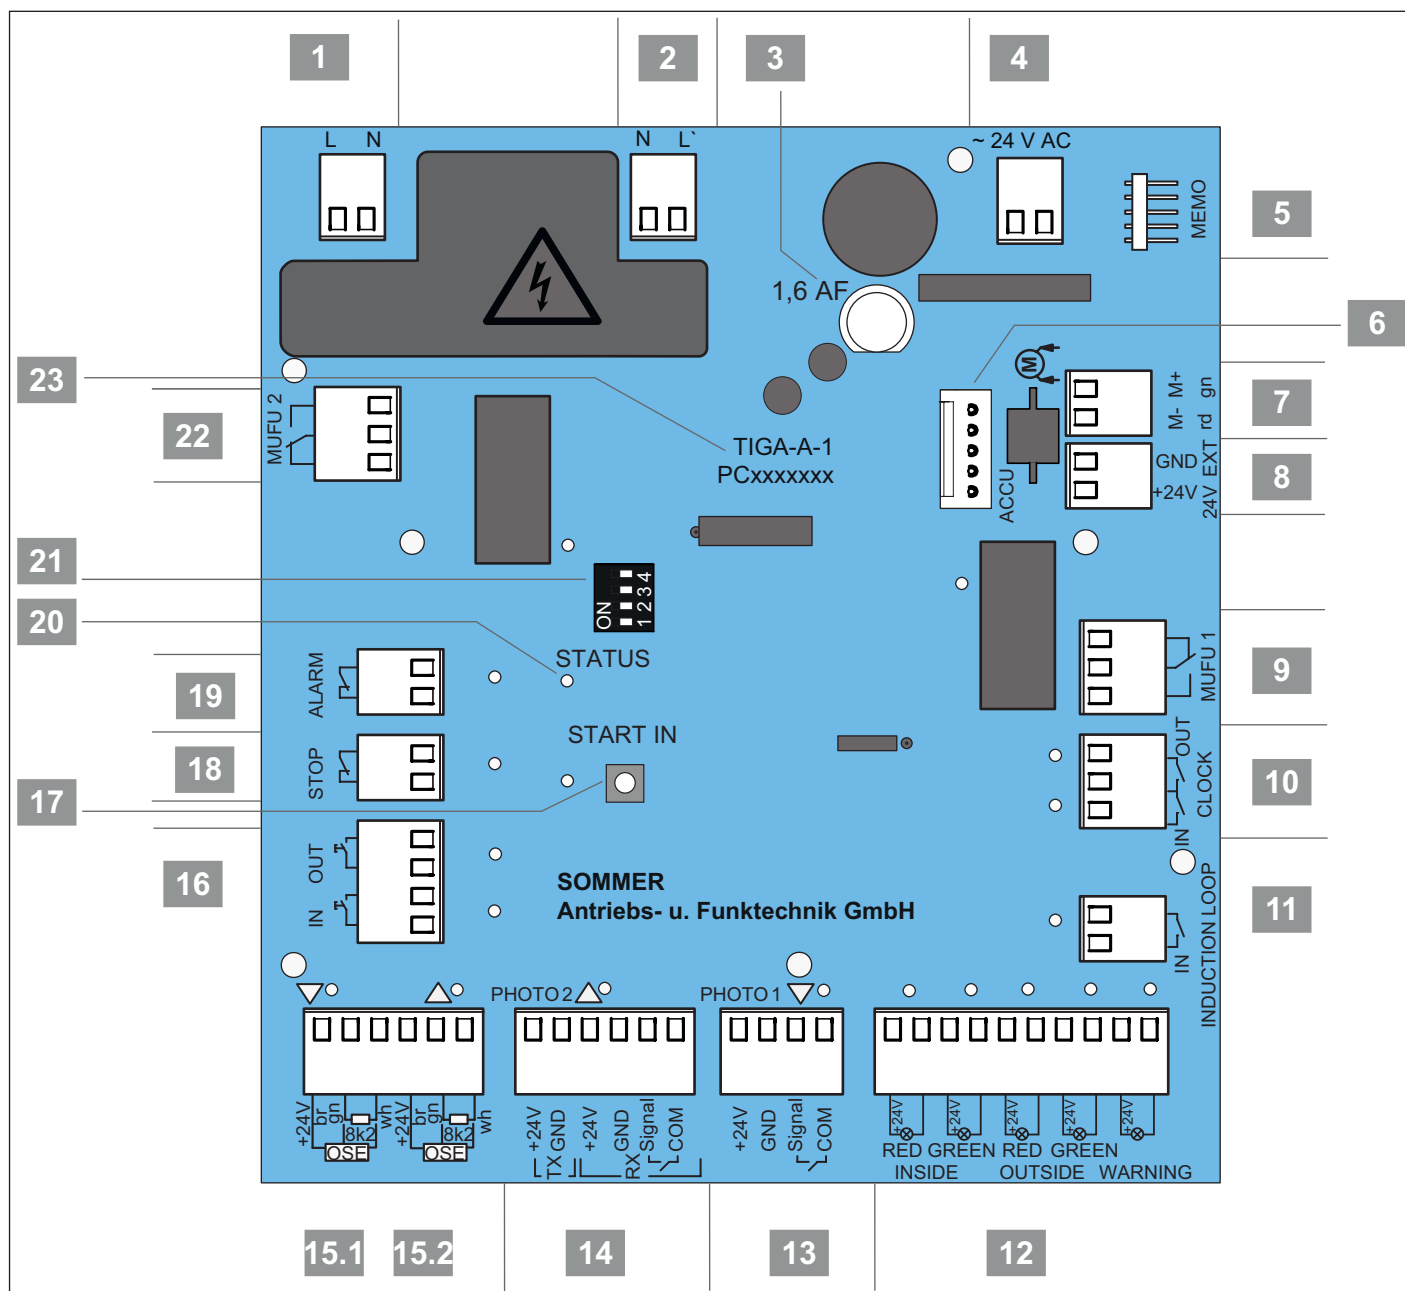 1
2
3
4
L N
N L`
~ 24 V AC
MEMO
5
1,6 AF
6
M
23
MUFU 2
22
TIGA-A-1
PCxxxxxxx
ACCU
M- M+
rd gn
7
GND
+24V
24V EXT
8
21
ON
1 2 3 4
20
STATUS
ALARM
19
MUFU 1
9
START IN
STOP
18
17
OUT
IN
CLOCK
10
OUT
IN
16
SOMMER
Antriebs- u. Funktechnik GmbH
IN
INDUCTION LOOP
11
PHOTO 2
PHOTO 1
+24V
br
gn
8k2
wh
OSE
+24V
br
gn
8k2
wh
OSE
+24V
GND
TX
+24V
GND
Signal
COM
RX
+24V
GND
Signal
COM
+24V
+24V
+24V
+24V
+24V
RED GREEN RED GREEN
INSIDE OUTSIDE WARNING
15.1
15.2
14
13
12